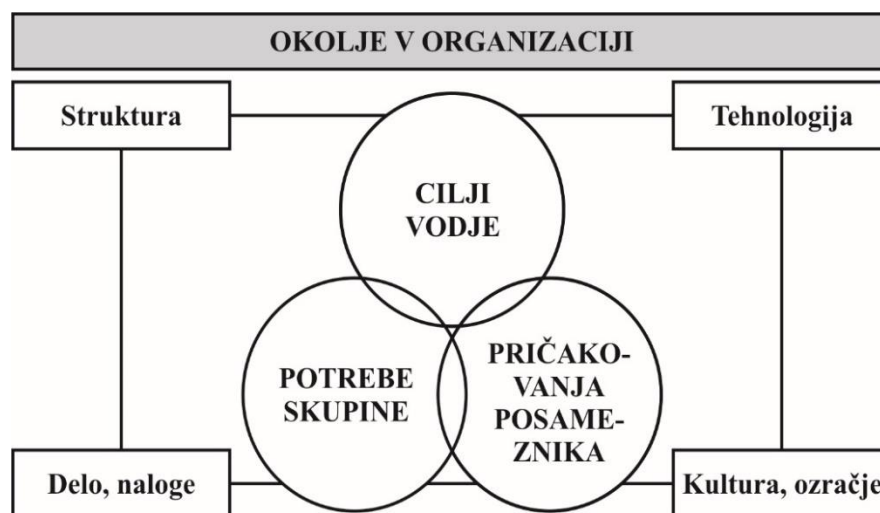 OKOLJE V ORGANIZACIJI
Struktura
Tehnologija
CILJI
VODJE
POTREBE
SKUPINE
PRIČAKO-
VANJA
POSAME-
ZNIKA
Delo, naloge
Kultura, ozračje